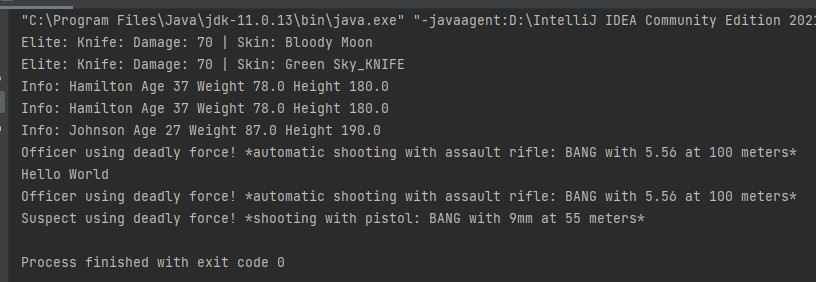 "C:\Program Files\Java\jdk-11.0.13\bin\java.exe" "-javaagent:D:\IntelliJ IDEA Community Edition 202
Elite: Knife: Damage: 70 | Skin: Bloody Moon
Elite: Knife: Damage: 70 | Skin: Green Sky_KNIFE
Info: Hamilton Age 37 Weight 78.0 Height 180.0
Info: Hamilton Age 37 Weight 78.0 Height 180.0
Info: Johnson Age 27 Weight 87.0 Height 190.0
Officer using deadly force! *automatic shooting with assault rifle: BANG with 5.56 at 100 meters*
Hello World
Officer using deadly force! *automatic shooting with assault rifle: BANG with 5.56 at 100 meters*
Suspect using deadly force! *shooting with pistol: BANG with 9mm at 55 meters*
Process finished with exit code 0